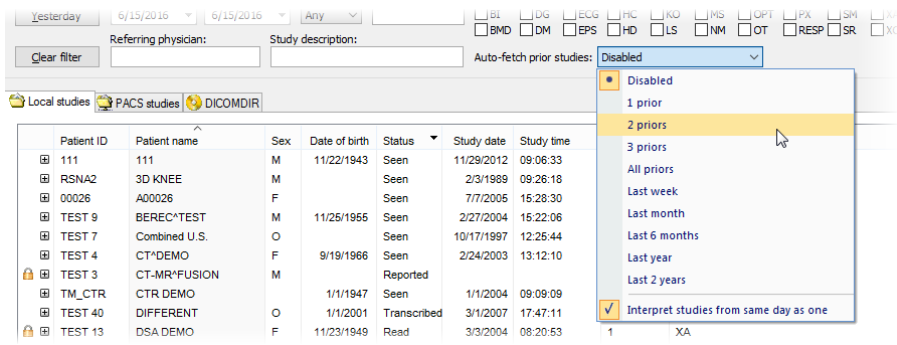 Yesterday 6/15/2016 6/15/2016 Any BI DG ECG HC KO MS OPT PX SM
BMD DM EPS HD LS NM OT RESP SR
Referring physician: Study description:
Clear filter Auto-fetch prior studies: Disabled
Disabled
1 prior
2 priors
3 priors
All priors
Last week
Last month
Last 6 months
Last year
Last 2 years
Interpret studies from same day as one
Local studies PACS studies DICOMDIR
Patient ID Patient name Sex Date of birth Status Study date Study time
111 111 M 11/22/1943 Seen 11/29/2012 09:06:33
RSNA2 3D KNEE M Seen 2/3/1989 09:26:18
00026 A00026 F Seen 7/7/2005 15:28:30
TEST 9 BEREC^TEST M 11/25/1955 Seen 2/27/2004 15:22:06
TEST 7 Combined U.S. O Seen 10/17/1997 12:25:44
TEST 4 CT^DEMO F 9/19/1966 Seen 2/24/2003 13:12:10
TEST 3 CT-MR^FUSION M Reported
TM_CTR CTR DEMO 1/1/1947 Seen 1/1/2004 09:09:09
TEST 40 DIFFERENT O 1/1/2001 Transcribed 3/1/2007 17:47:11
TEST 13 DSA DEMO F 11/23/1949 Read 3/3/2004 08:20:53 1 XA